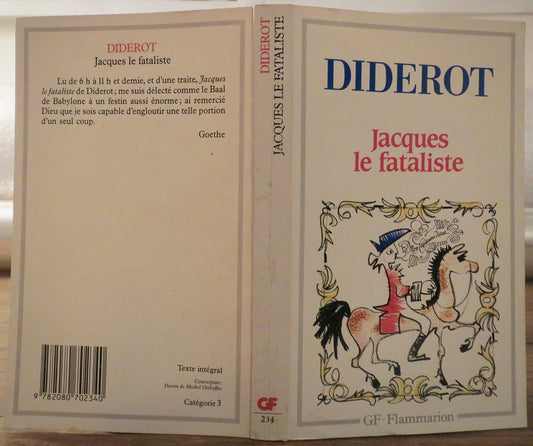 DIDEROT
Jacques le fataliste
Lu de 6 h à 11 h et demie, et d'une traite, Jacques
le fataliste de Diderot; me suis délecté comme le Baal
de Babylone à un festin aussi énorme; ai remercié
Dieu que je sois capable d'engloutir une telle portion
d'un seul coup.
Goethe
Texte intégral
Couverture :
Dessin de Michel Otthoffer
Catégorie 3
9 782080 702340
DIDEROT
JACQUES LE FATALISTE
GF
234
DIDEROT
Jacques
le fataliste
GF-Flammarion